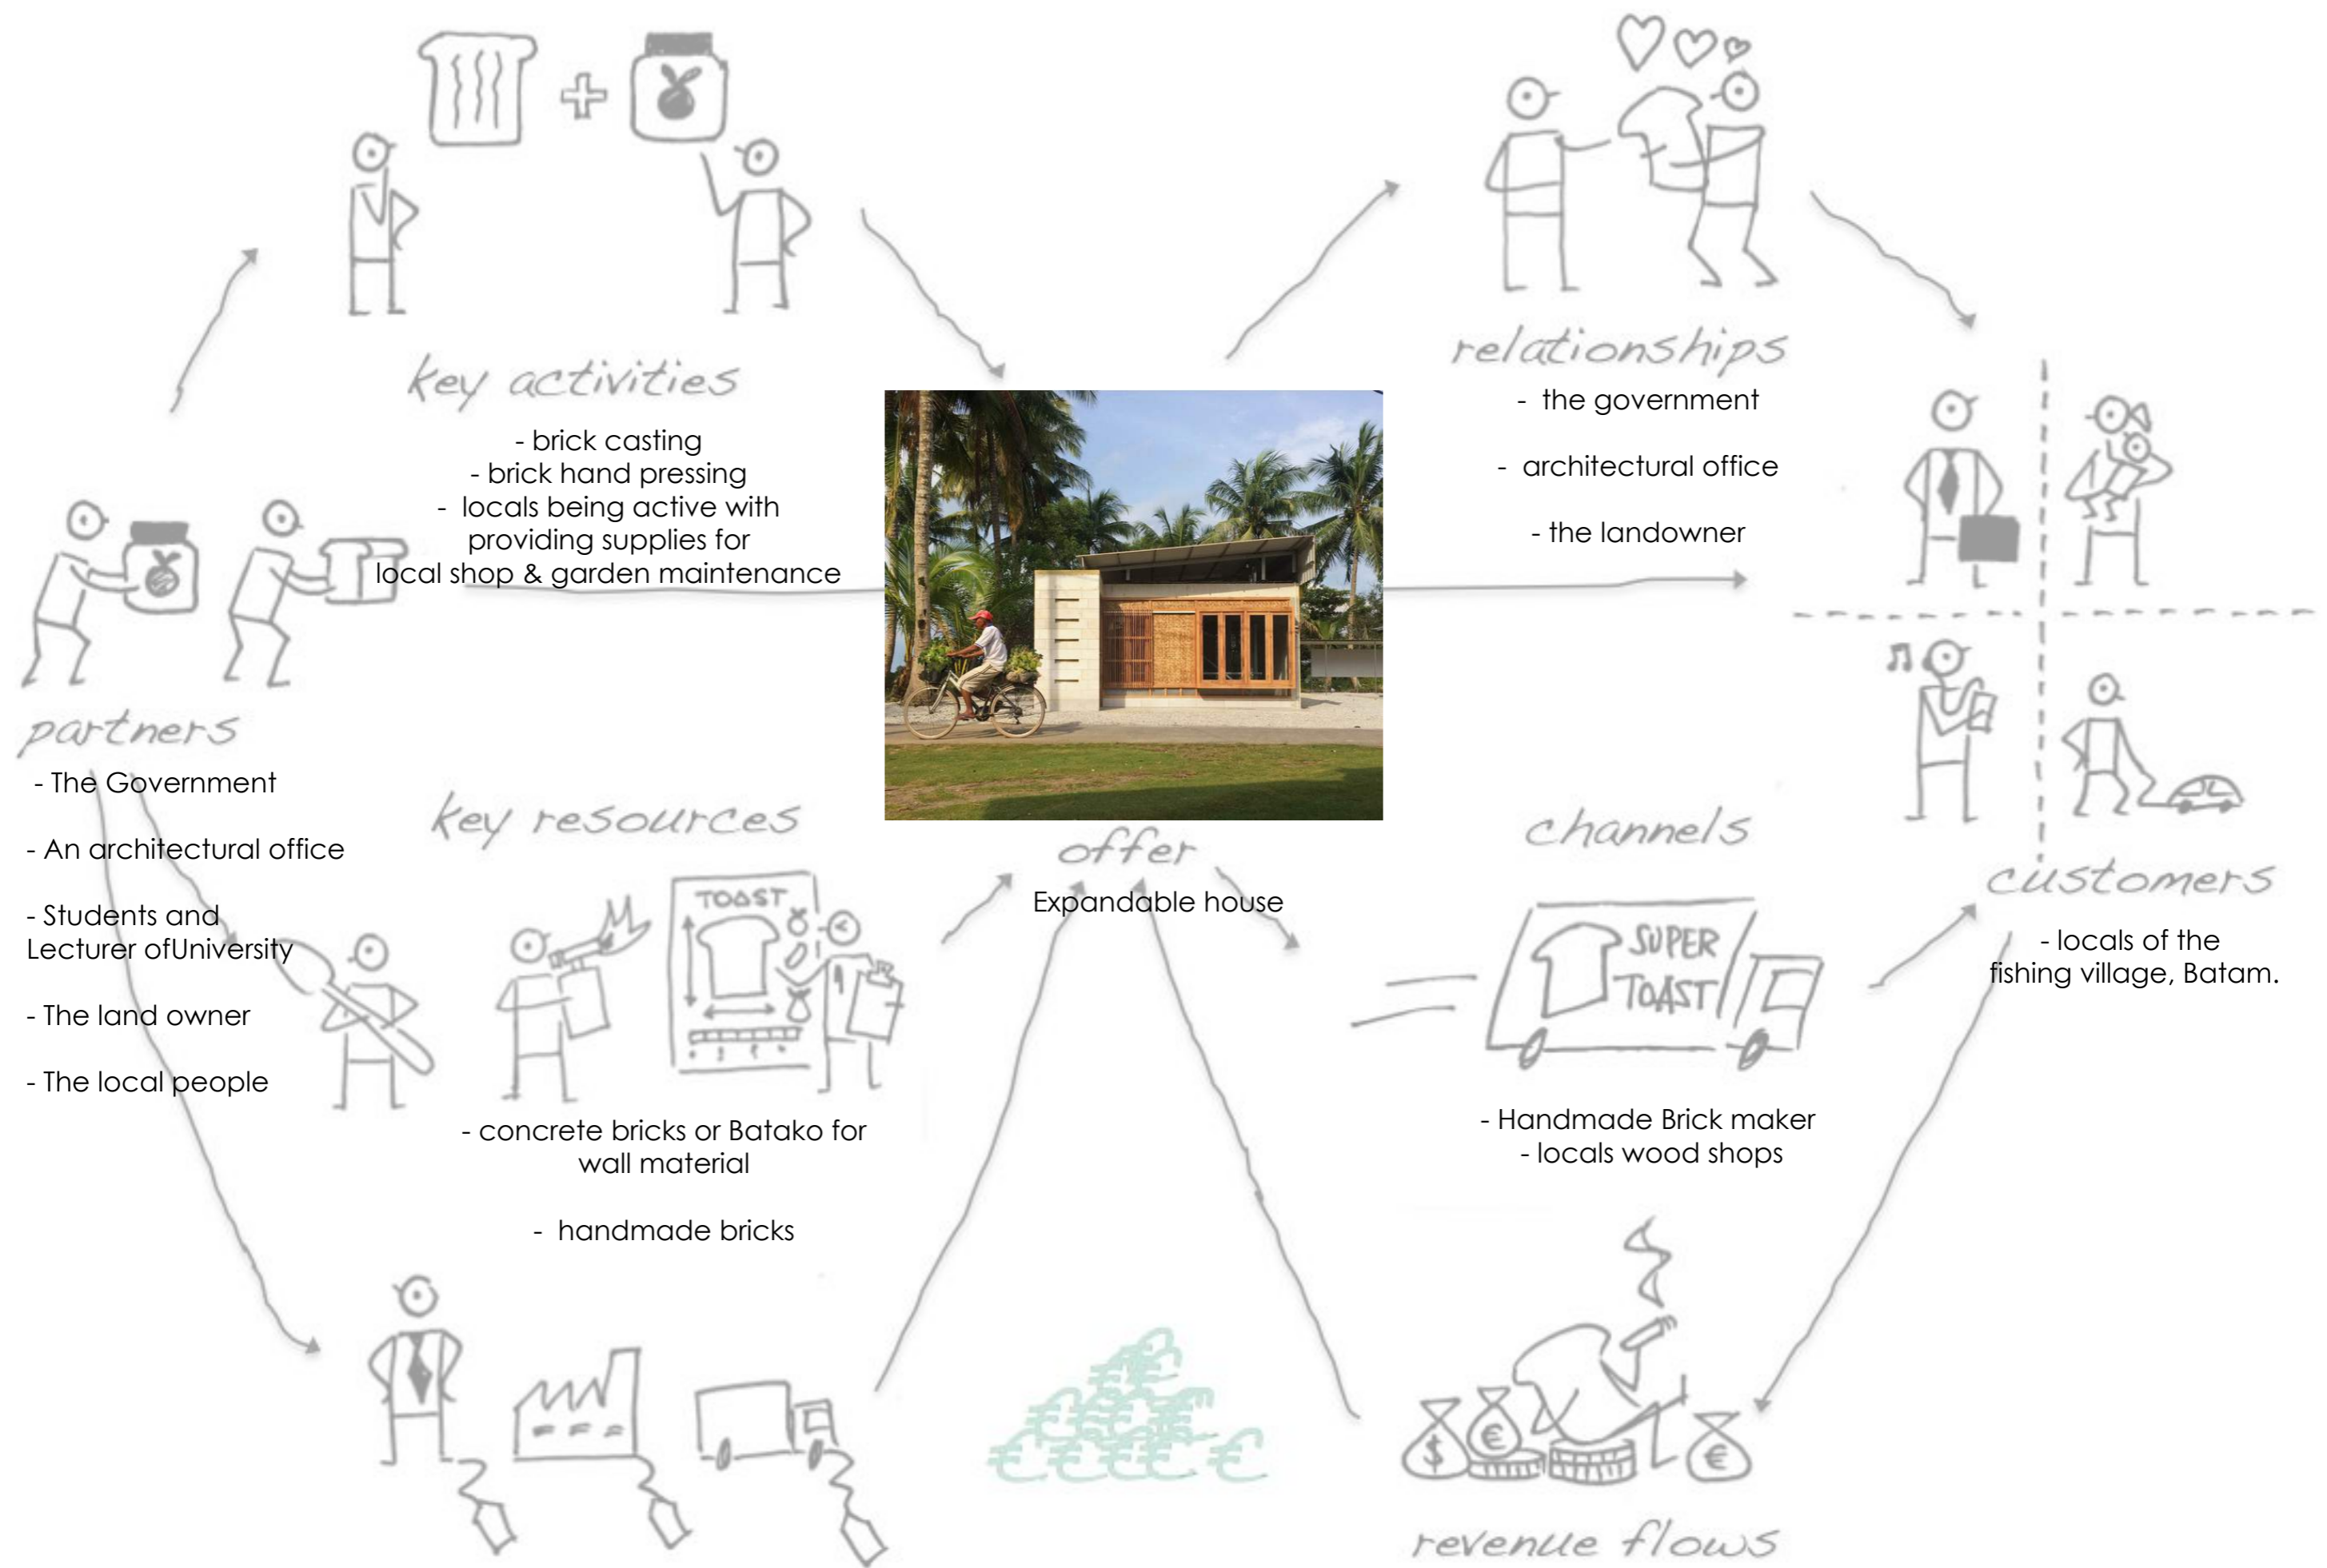 key activities
- brick casting
- brick hand pressing
- locals being active with
providing supplies for
local shop & garden maintenance
relationships
- the government
- architectural office
- the landowner
partners
- The Government
- An architectural office
- Students and
Lecturer ofUniversity
- The land owner
- The local people
key resources
TOAST
- concrete bricks or Batako for
wall material
- handmade bricks
offer
Expandable house
channels
SUPER
TOAST
- Handmade Brick maker
- locals wood shops
customers
- locals of the
fishing village, Batam.
€
€€€
€€€€€
€ €€€€ €
$ € €
revenue flows